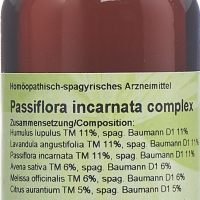 Homöopathisch-spagyrisches Arzneimittel
Passiflora incarnata complex
Zusammensetzung/Composition:
Humulus lupulus TM 11%, spag. Baumann D1 11%
Lavandula angustifolia TM 11%, spag. Baumann D1 11%
Passiflora incarnata TM 11%, spag. Baumann D1 11%
Avena sativa TM 6%, spag. Baumann D1 6%
Melissa officinalis TM 6%, spag. Baumann D1 6%
Citrus aurantium TM 5%, spag. Baumann D1 5%